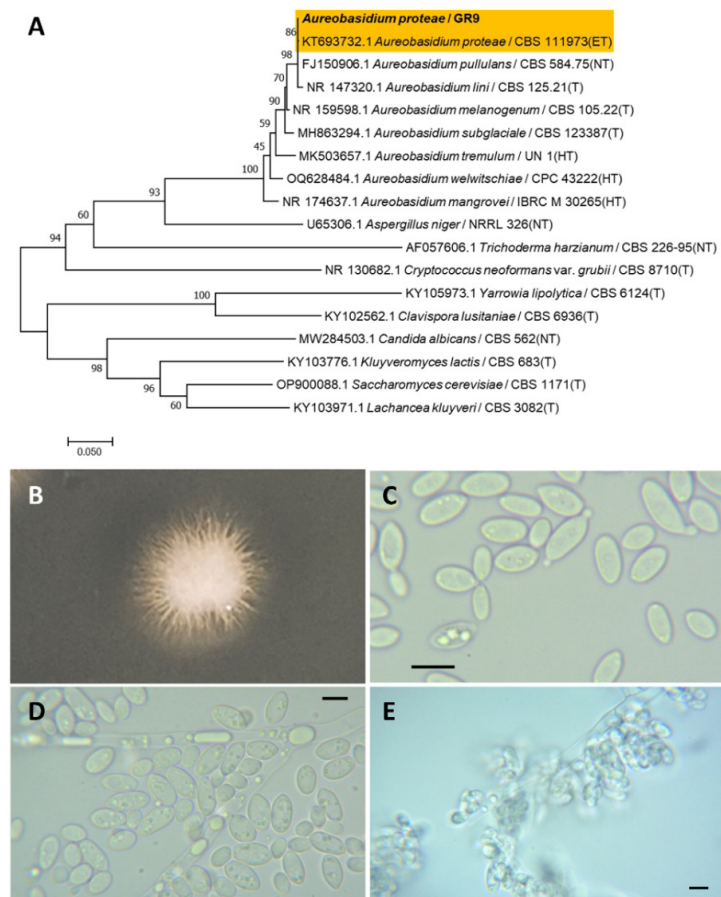 A
Aureobasidium proteae / GR9
86
KT693732.1 Aureobasidium proteae / CBS 111973(ET)
98
FJ150906.1 Aureobasidium pullulans / CBS 584.75(NT)
70
NR 147320.1 Aureobasidium lini / CBS 125.21(T)
90
NR 159598.1 Aureobasidium melanogenum / CBS 105.22(T)
59
MH863294.1 Aureobasidium subglaciale / CBS 123387(T)
45
MK503657.1 Aureobasidium tremulum / UN 1(HT)
100
OQ628484.1 Aureobasidium welwitschiae / CPC 43222(HT)
93
NR 174637.1 Aureobasidium mangrovei / IBRC M 30265(HT)
60
U65306.1 Aspergillus niger / NRRL 326(NT)
94
AF057606.1 Trichoderma harzianum / CBS 226-95(NT)
NR 130682.1 Cryptococcus neoformans var. grubii / CBS 8710(T)
100
KY105973.1 Yarrowia lipolytica / CBS 6124(T)
KY102562.1 Clavispora lusitaniae / CBS 6936(T)
MW284503.1 Candida albicans / CBS 562(NT)
98
KY103776.1 Kluyveromyces lactis / CBS 683(T)
96
OP900088.1 Saccharomyces cerevisiae / CBS 1171(T)
60
KY103971.1 Lachancea kluyveri / CBS 3082(T)
0.050
B
C
D
E